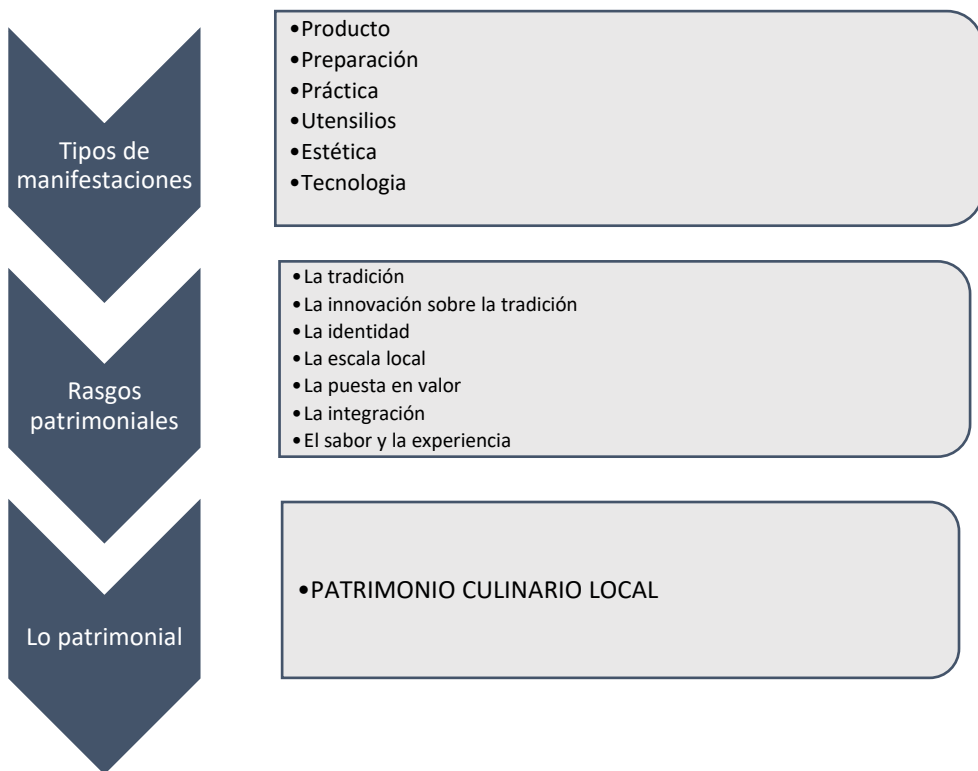 Tipos de
manifestaciones
•Producto
•Preparación
•Práctica
•Utensilios
•Estética
•Tecnologia
Rasgos
patrimoniales
•La tradición
•La innovación sobre la tradición
•La identidad
•La escala local
•La puesta en valor
•La integración
•El sabor y la experiencia
Lo patrimonial
•PATRIMONIO CULINARIO LOCAL